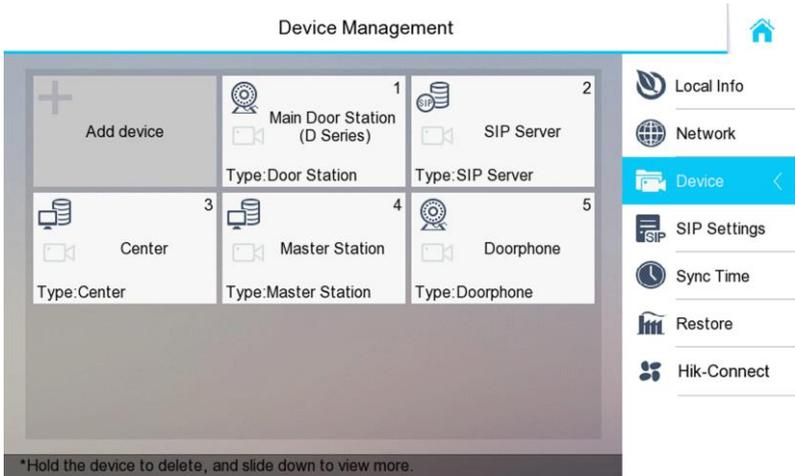 Device Management
Add device
1
Main Door Station
(D Series)
Type:Door Station
2
SIP
SIP Server
Type:SIP Server
3
Center
Type:Center
4
Master Station
Type:Master Station
5
Doorphone
Type:Doorphone
*Hold the device to delete, and slide down to view more.
Local Info
Network
Device
SIP
SIP Settings
Sync Time
Restore
Hik-Connect